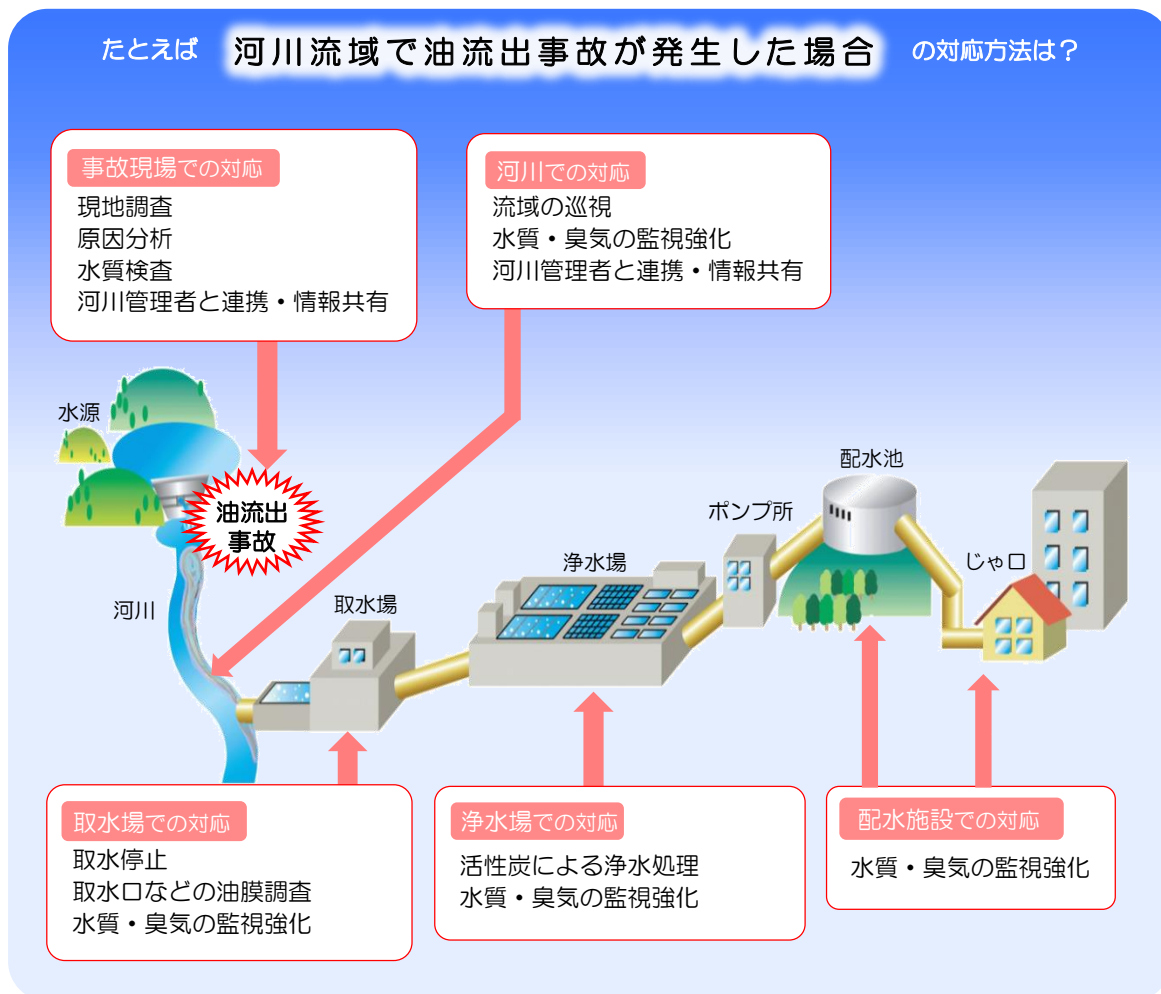 たとえば 河川流域で油流出事故が発生した場合 の対応方法は？
事故現場での対応
現地調査
原因分析
水質検査
河川管理者と連携・情報共有
河川での対応
流域の巡視
水質・臭気の監視強化
河川管理者と連携・情報共有
水源
油流出
事故
河川
取水場
浄水場
ポンプ所
配水池
じゃ口
取水場での対応
取水停止
取水口などの油膜調査
水質・臭気の監視強化
浄水場での対応
活性炭による浄水処理
水質・臭気の監視強化
配水施設での対応
水質・臭気の監視強化